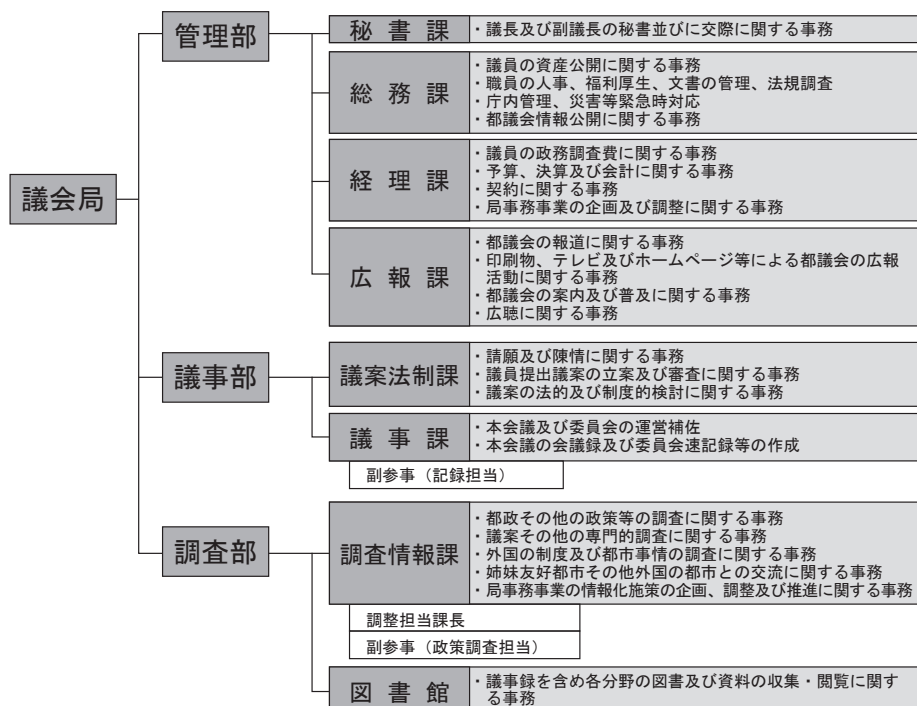 議会局
管理部
秘書課
・議長及び副議長の秘書並びに交際に関する事務
総務課
・議員の資産公開に関する事務
・職員の人事、福利厚生、文書の管理、法規調査
・庁内管理、災害等緊急時対応
・都議会情報公開に関する事務
経理課
・議員の政務調査費に関する事務
・予算、決算及び会計に関する事務
・契約に関する事務
・局事務事業の企画及び調整に関する事務
広報課
・都議会の報道に関する事務
・印刷物、テレビ及びホームページ等による都議会の広報
活動に関する事務
・都議会の案内及び普及に関する事務
・広聴に関する事務
議事部
議案法制課
・請願及び陳情に関する事務
・議員提出議案の立案及び審査に関する事務
・議案の法的及び制度的検討に関する事務
議事課
・本会議及び委員会の運営補佐
・本会議の会議録及び委員会速記録等の作成
副参事（記録担当）
調査部
調査情報課
・都政その他の政策等の調査に関する事務
・議案その他の専門的調査に関する事務
・外国の制度及び都市事情の調査に関する事務
・姉妹友好都市その他外国の都市との交流に関する事務
・局事務事業の情報化施策の企画、調整及び推進に関する事務
調整担当課長
副参事（政策調査担当）
図書館
・議事録を含め各分野の図書及び資料の収集・閲覧に関す
る事務